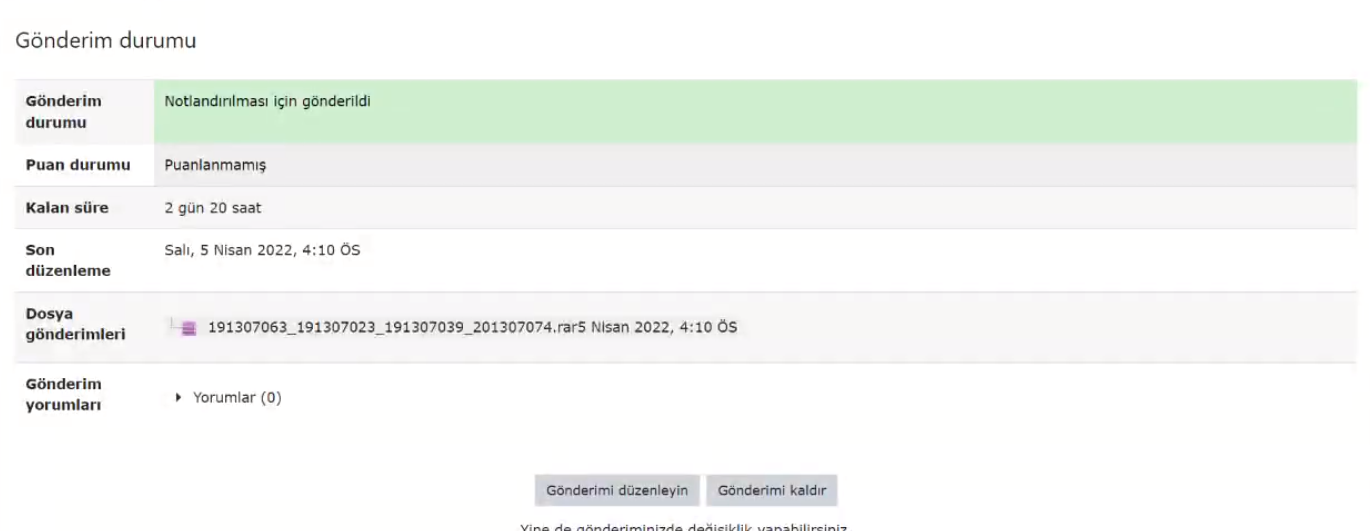 Gönderim durumu
Gönderim
durumu
Notlandırılması için gönderildi
Puan durumu
Puanlanmamış
Kalan süre
2 gün 20 saat
Son
düzenleme
Salı, 5 Nisan 2022, 4:10 ÖS
Dosya
gönderimleri
191307063_191307023_191307039_201307074.rar5 Nisan 2022, 4:10 ÖS
Gönderim
yorumları
Yorumlar (0)
Gönderimi düzenleyin
Gönderimi kaldır
Yine de gönderiminizde değişiklik yapabilirsiniz